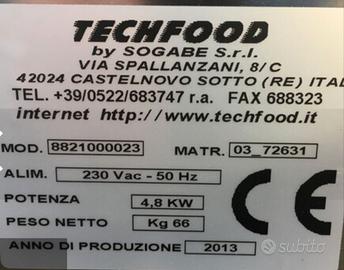 TECHFOOD
by SOGABE S.r.l.
VIA SPALLANZANI, 8/C
42024 CASTELNOVO SOTTO (RE) ITAL
TEL. +39/0522/683747 r.a. FAX 688323
internet http://www.techfood.it
MOD. 8821000023 MATR. 03_72631
ALIM. 230 Vac - 50 Hz
POTENZA 4,8 KW
PESO NETTO Kg 66
ANNO DI PRODUZIONE 2013
CE
subito